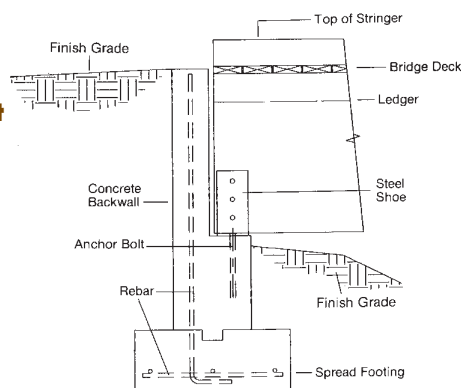 Top of Stringer
Finish Grade
Bridge Deck
Ledger
Concrete
Backwall
Steel
Shoe
Anchor Bolt
Rebar
Finish Grade
Spread Footing